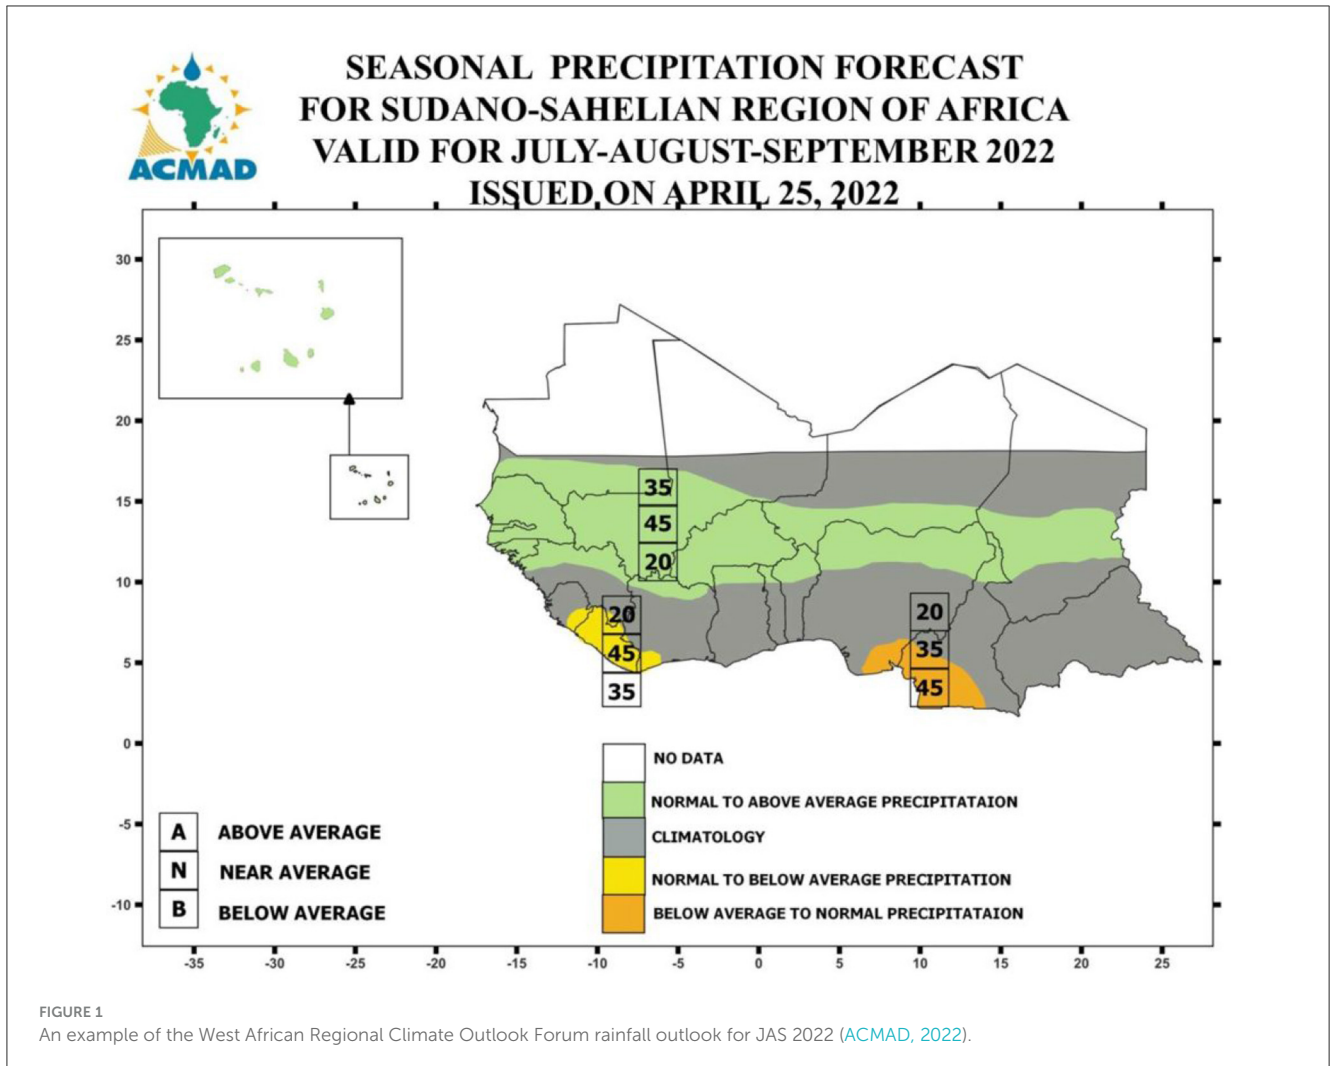 SEASONAL PRECIPITATION FORECAST
FOR SUDANO-SAHELIAN REGION OF AFRICA
VALID FOR JULY-AUGUST-SEPTEMBER 2022
ISSUED ON APRIL 25, 2022
ACMAD
30
25
20
15
10
5
0
-5
-10
35
45
20
20
45
35
20
35
45
NO DATA
NORMAL TO ABOVE AVERAGE PRECIPITATAION
CLIMATOLOGY
NORMAL TO BELOW AVERAGE PRECIPITATION
BELOW AVERAGE TO NORMAL PRECIPITATAION
A ABOVE AVERAGE
N NEAR AVERAGE
B BELOW AVERAGE
-35 -30 -25 -20 -15 -10 -5 0 5 10 15 20 25
FIGURE 1
An example of the West African Regional Climate Outlook Forum rainfall outlook for JAS 2022 (ACMAD, 2022).